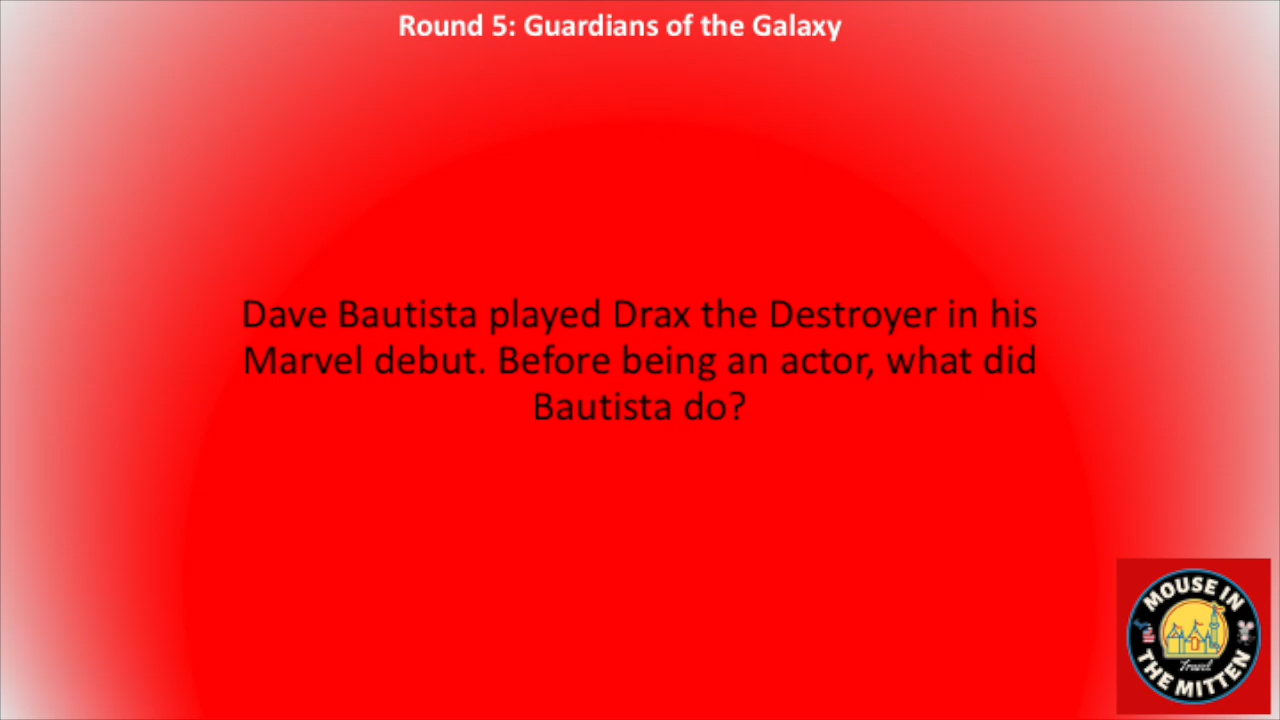 Round 5: Guardians of the Galaxy
Dave Bautista played Drax the Destroyer in his
Marvel debut. Before being an actor, what did
Bautista do?
MOUSE IN
Travel
THE MITTEN